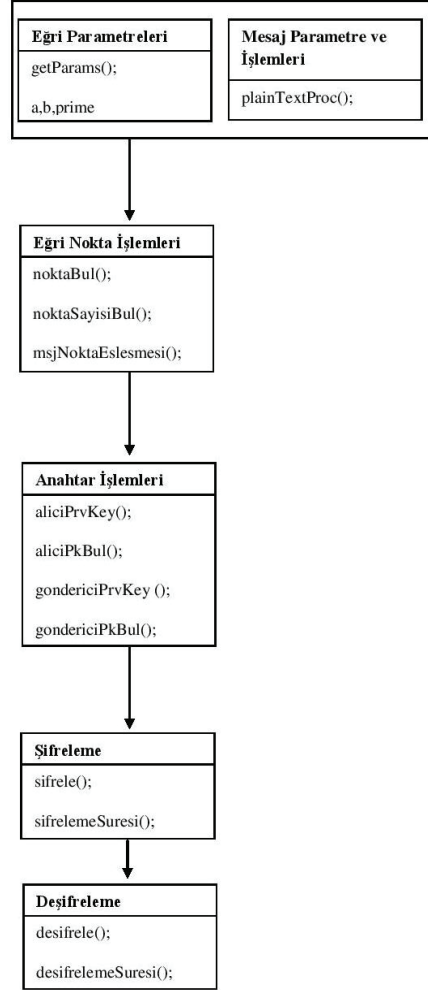 Eğri Parametreleri
getParams();
a,b,prime
Mesaj Parametre ve
İşlemleri
plainTextProc();
Eğri Nokta İşlemleri
noktaBul();
noktaSayisiBul();
msjNoktaEslesmesi();
Anahtar İşlemleri
aliciPrvKey();
aliciPkBul();
gondericiPrvKey ();
gondericiPkBul();
Şifreleme
sifrele();
sifrelemeSuresi();
Deşifreleme
desifrele();
desifrelemeSuresi();